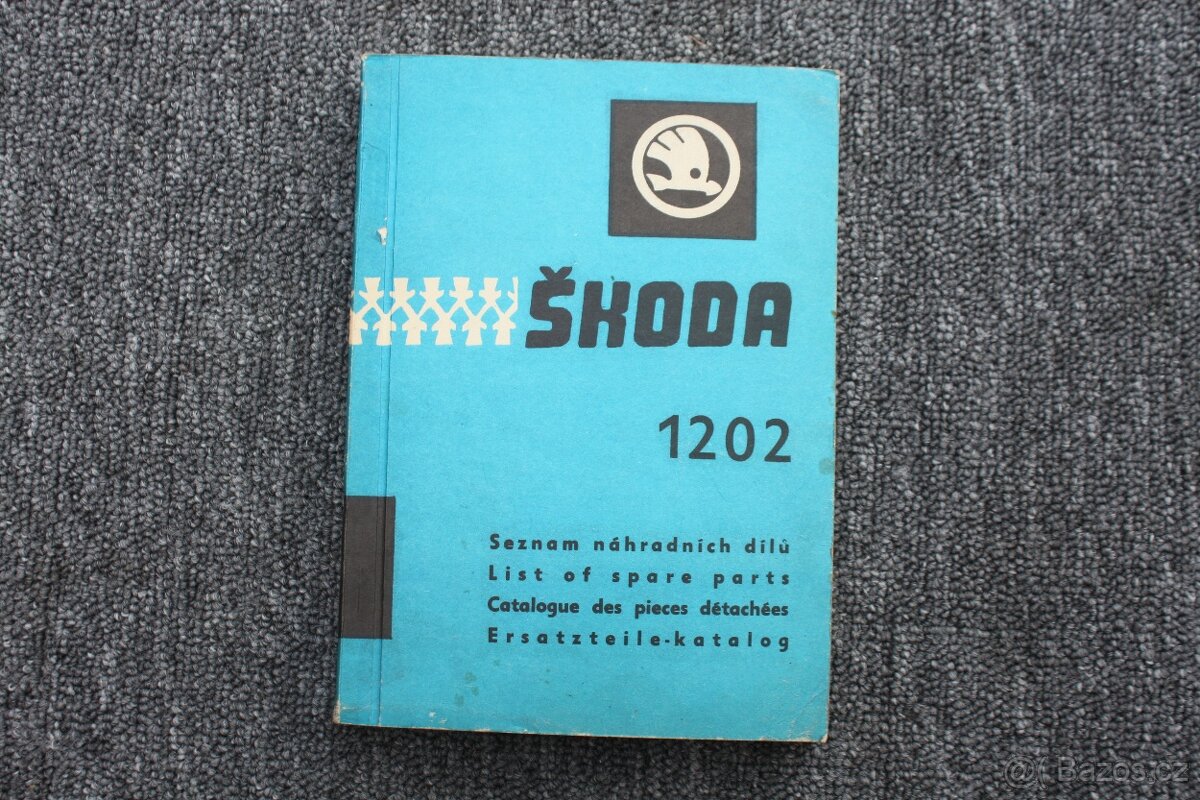 ŠKODA
1202
Seznam náhradních dílů
List of spare parts
Catalogue des pieces détachées
Ersatzteile-katalog
@( Bazos.cz